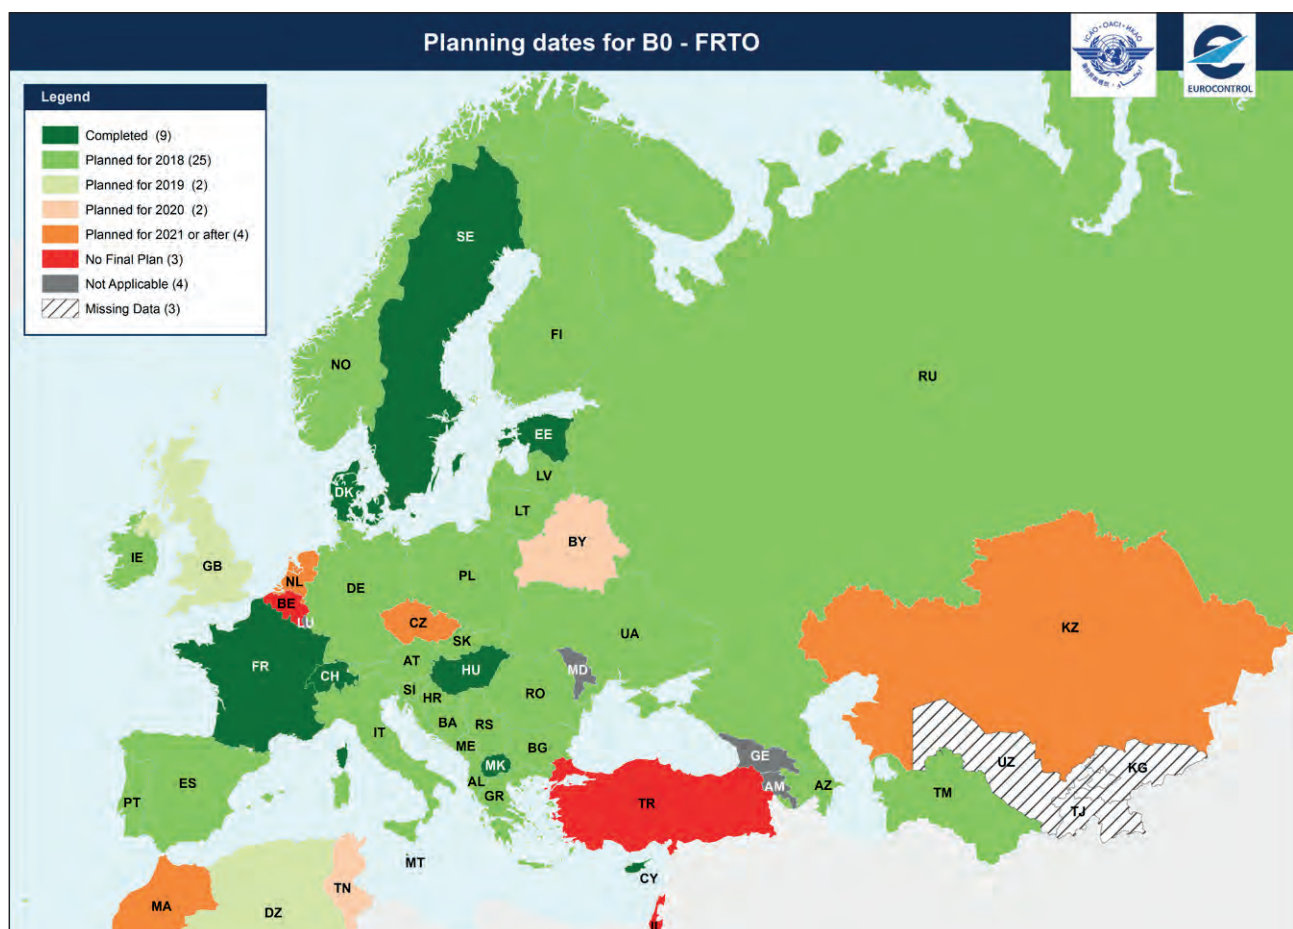 Planning dates for B0 - FRTO
ICAO · OACI · ИКАО
EUROCONTROL
Legend
Completed (9)
Planned for 2018 (25)
Planned for 2019 (2)
Planned for 2020 (2)
Planned for 2021 or after (4)
No Final Plan (3)
Not Applicable (4)
Missing Data (3)
SE
FI
NO
RU
EE
LV
DK
LT
BY
IE
GB
NL
DE
PL
BE
LU
CZ
KZ
UA
SK
FR
CH
AT
HU
MD
SI
HR
RO
IT
BA
RS
ME
BG
GE
UZ
KG
MK
ES
AL
AM
AZ
TM
PT
GR
TR
TJ
MT
CY
TN
MA
DZ
IL